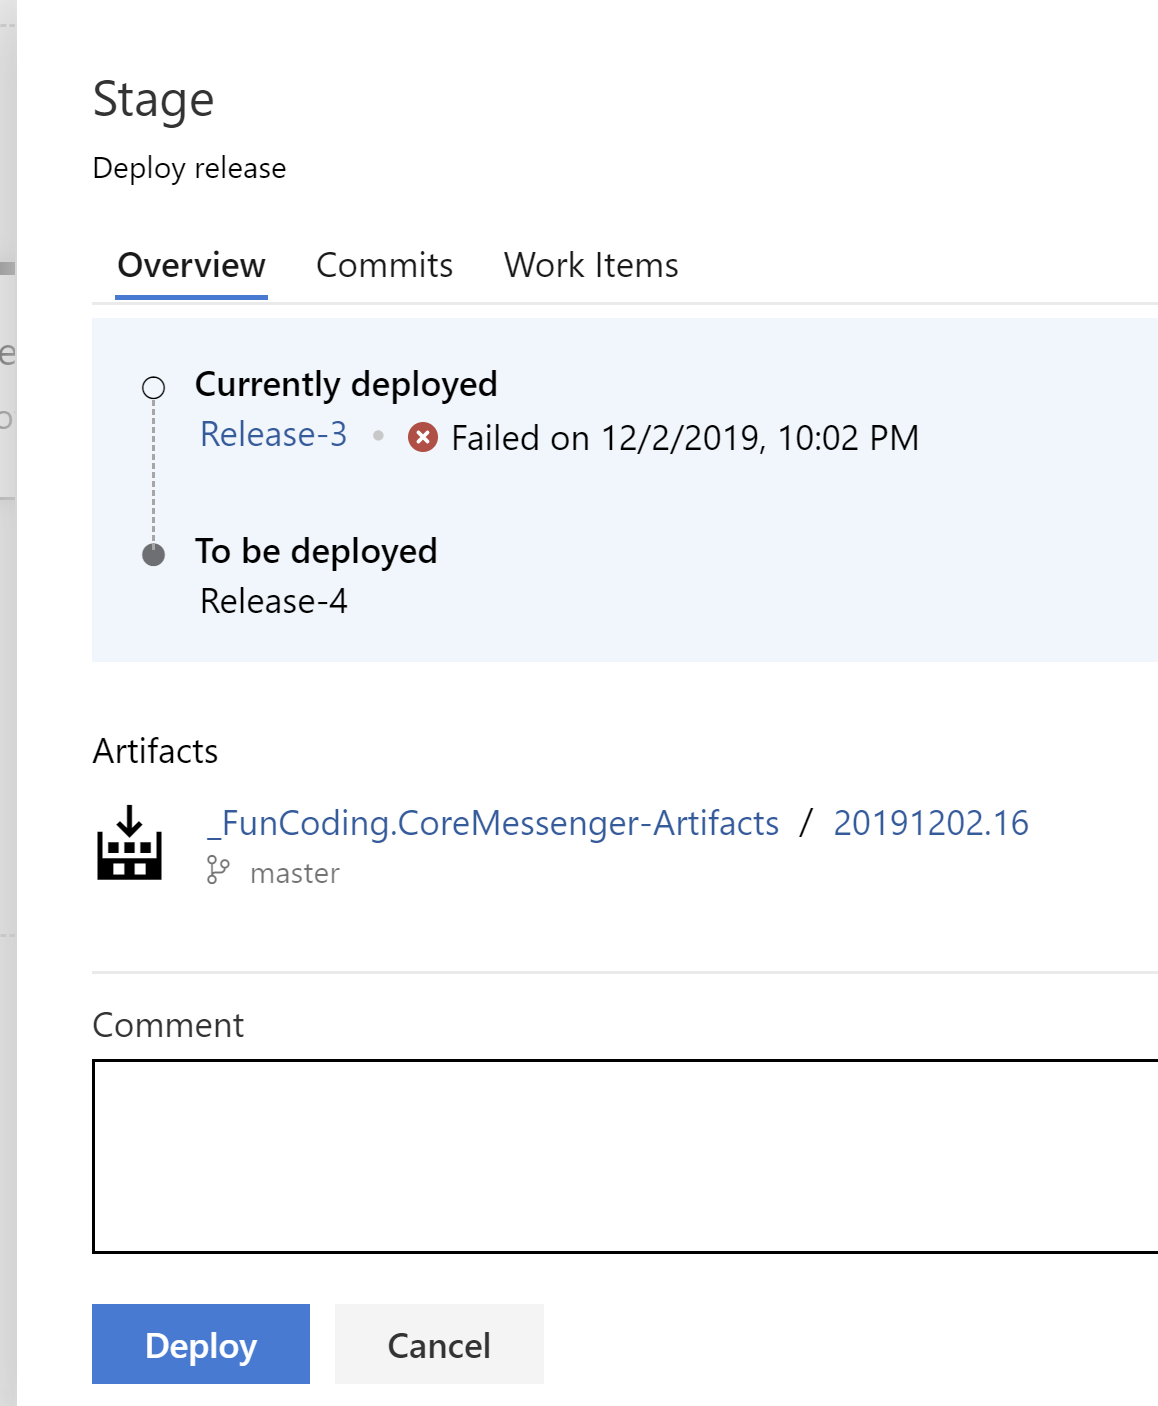 Stage
Deploy release
Overview Commits Work Items
Currently deployed
Release-3 • Failed on 12/2/2019, 10:02 PM
To be deployed
Release-4
Artifacts
_FunCoding.CoreMessenger-Artifacts / 20191202.16
master
Comment
Deploy Cancel